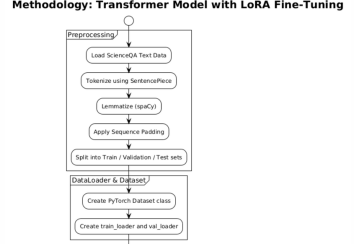 Methodology: Transformer Model with LoRA Fine-Tuning
Preprocessing
Load ScienceQA Text Data
Tokenize using SentencePiece
Lemmatize (spaCy)
Apply Sequence Padding
Split into Train / Validation / Test sets
DataLoader & Dataset
Create PyTorch Dataset class
Create train_loader and val_loader